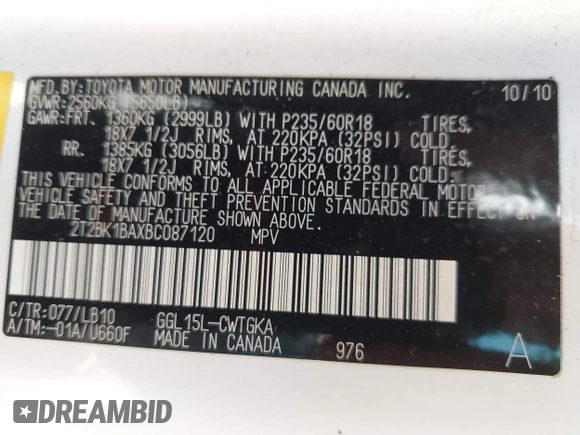 MFD.BY:TOYOTA MOTOR MANUFACTURING CANADA INC. 10/10
GVWR:2560KG (5650LB)
GAWR:FRT. 1360KG (2999LB) WITH P235/60R18 TIRES,
18X7 1/2J RIMS, AT 220KPA (32PSI) COLD.
RR. 1385KG (3056LB) WITH P235/60R18 TIRES,
18X7 1/2J RIMS, AT 220KPA (32PSI) COLD.
THIS VEHICLE CONFORMS TO ALL APPLICABLE FEDERAL MOTOR
VEHICLE SAFETY AND THEFT PREVENTION STANDARDS IN EFFECT ON
THE DATE OF MANUFACTURE SHOWN ABOVE.
2T2BK1BAXBC087120 MPV
C/TR:077/LB10 GGL15L-CWTGKA
A/TM:-01A/U660F MADE IN CANADA 976 A
DREAMBID